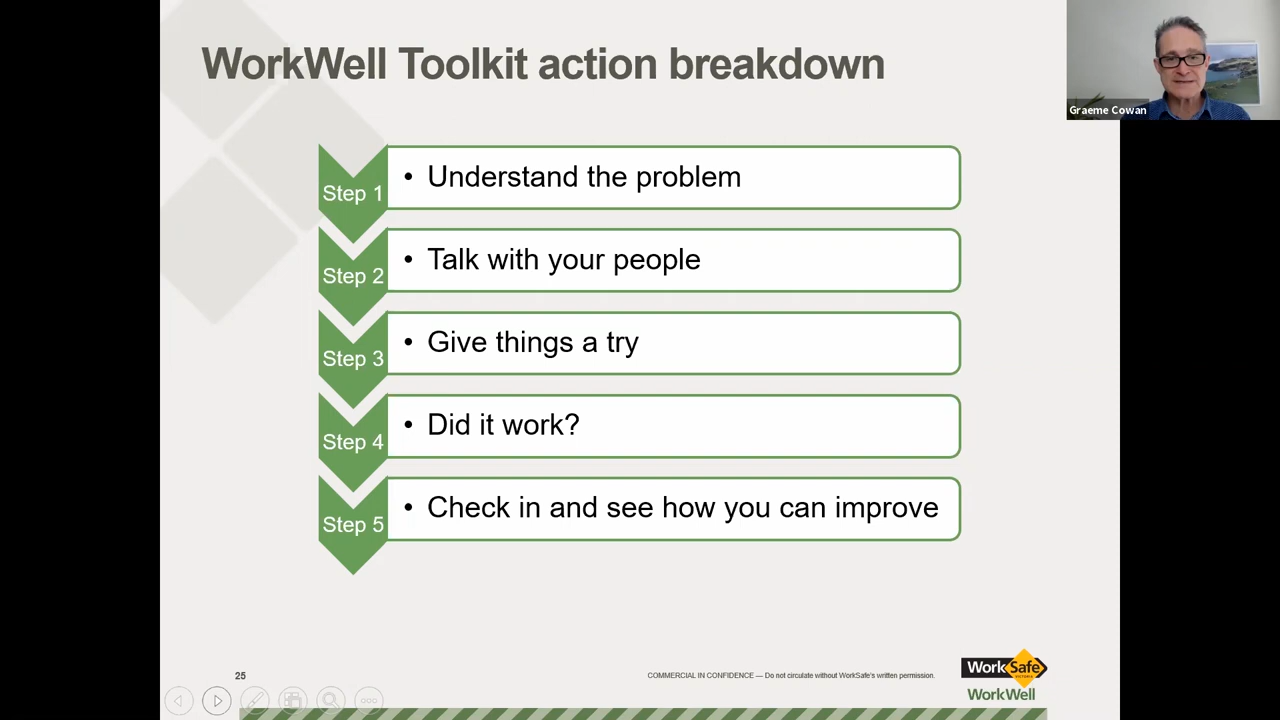 WorkWell Toolkit action breakdown
Graeme Cowan
Step 1
• Understand the problem
Step 2
• Talk with your people
Step 3
• Give things a try
Step 4
• Did it work?
Step 5
• Check in and see how you can improve
25
COMMERCIAL IN CONFIDENCE — Do not circulate without WorkSafe's written permission.
WorkSafe
VICTORIA
WorkWell